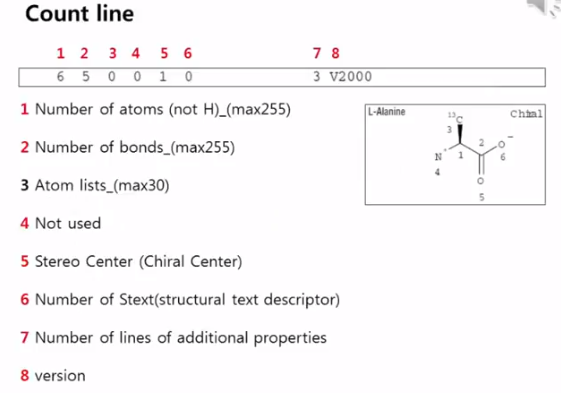 Count line
1 2 3 4 5 6 7 8
6 5 0 0 1 0 3 V2000
1 Number of atoms (not H)_(max255)
2 Number of bonds_(max255)
3 Atom lists_(max30)
4 Not used
5 Stereo Center (Chiral Center)
6 Number of Stext(structural text descriptor)
7 Number of lines of additional properties
8 version
L-Alanine
13C
3
2
O-
N+
1
6
4
O
5